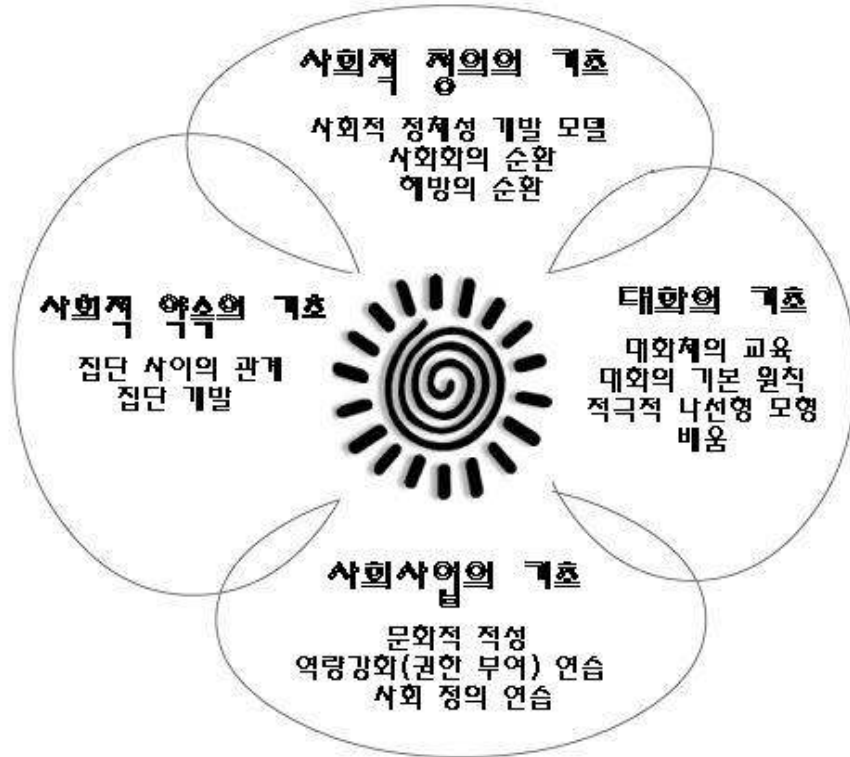 사회적 정의의 기초
사회적 정체성 개발 모델
사회화의 순환
해방의 순환
사회적 약속의 기초
집단 사이의 관계
집단 개발
대화의 기초
대화체의 교육
대화의 기본 원칙
적극적 나선형 모형
배움
사회사업의 기초
문화적 적성
역량강화(권한 부여) 연습
사회 정의 연습